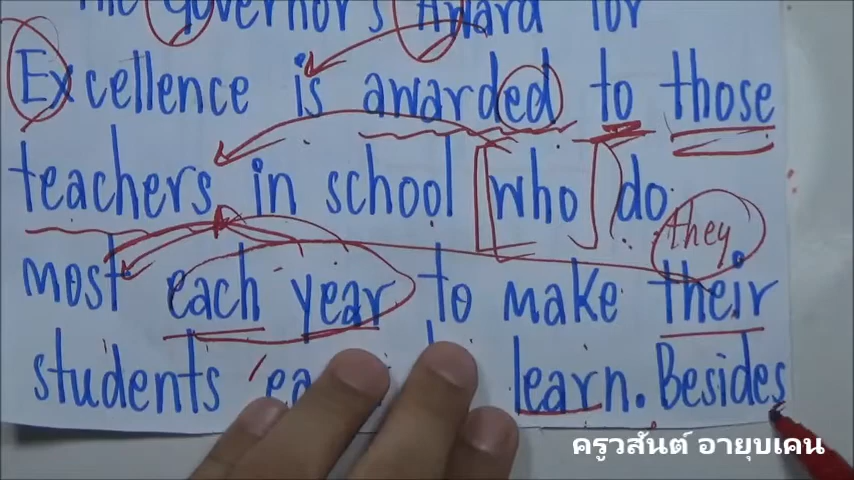 The Governor's Award for
Excellence is awarded to those
teachers in school who do
they
most each year to make their
students learn. Besides
ครูวสันต์ อายุบเคน